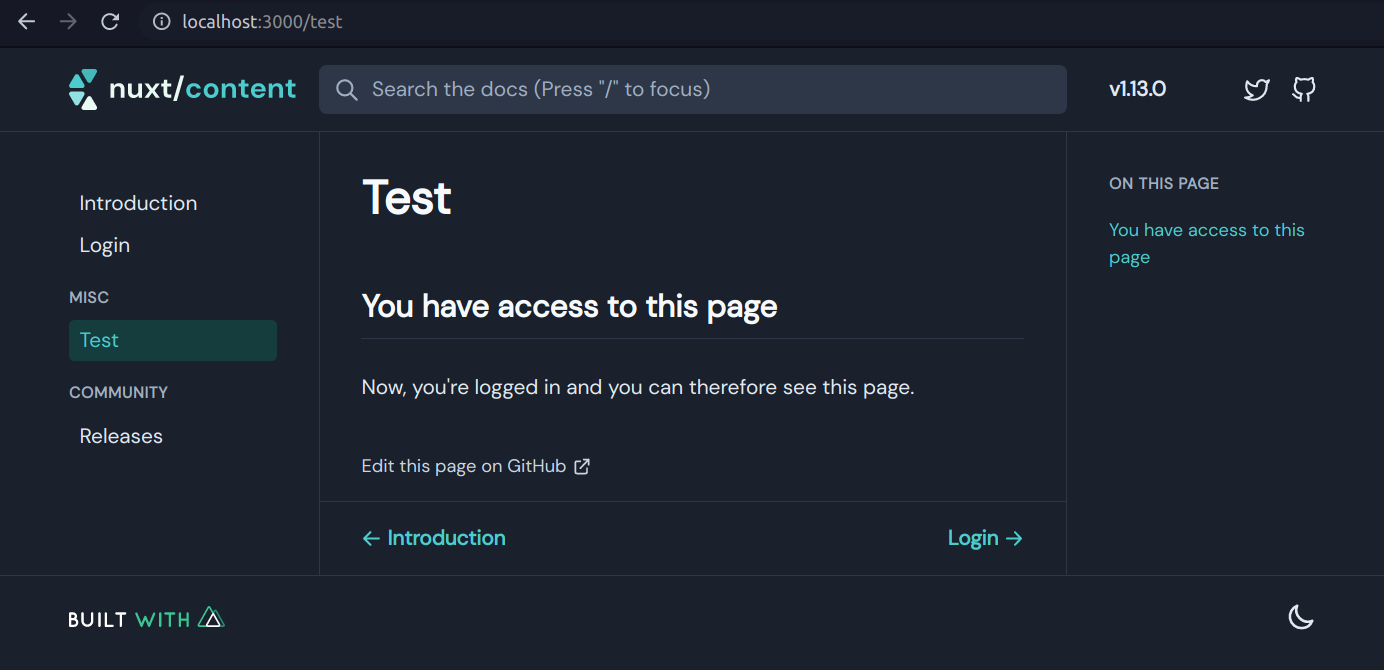 localhost:3000/test
nuxt/content
Search the docs (Press "/" to focus)
v1.13.0
Introduction
Login
MISC
Test
COMMUNITY
Releases
Test
You have access to this page
Now, you're logged in and you can therefore see this page.
Edit this page on GitHub
← Introduction
Login →
ON THIS PAGE
You have access to this
page
BUILT WITH